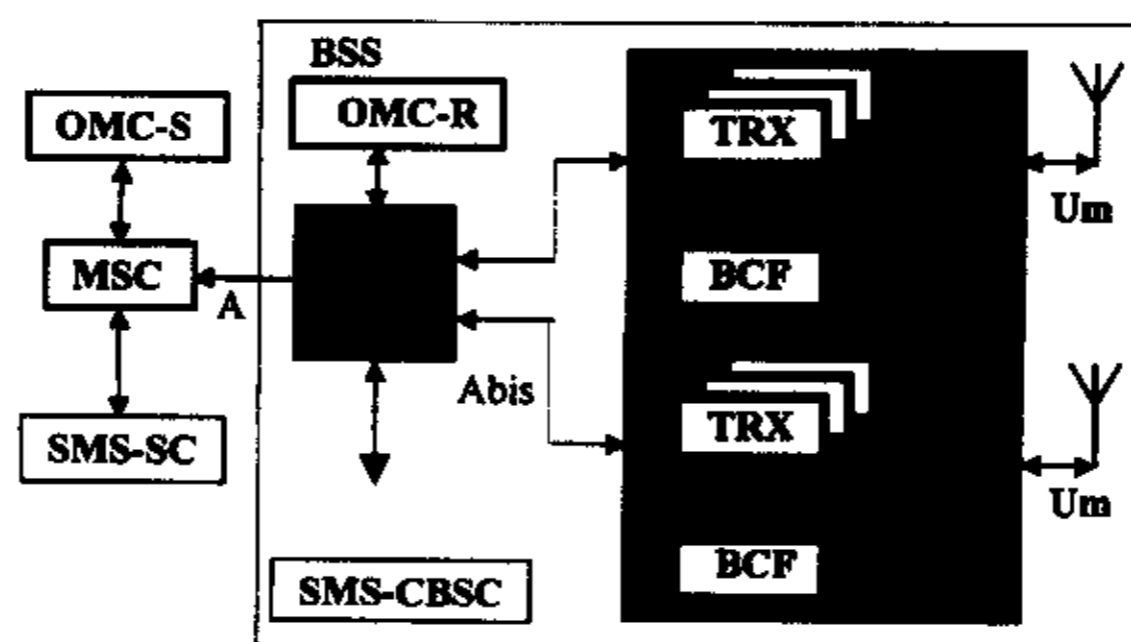 BSS
OMC-S
OMC-R
TRX
Um
MSC
A
BCF
Abis
TRX
SMS-SC
Um
SMS-CBSC
BCF